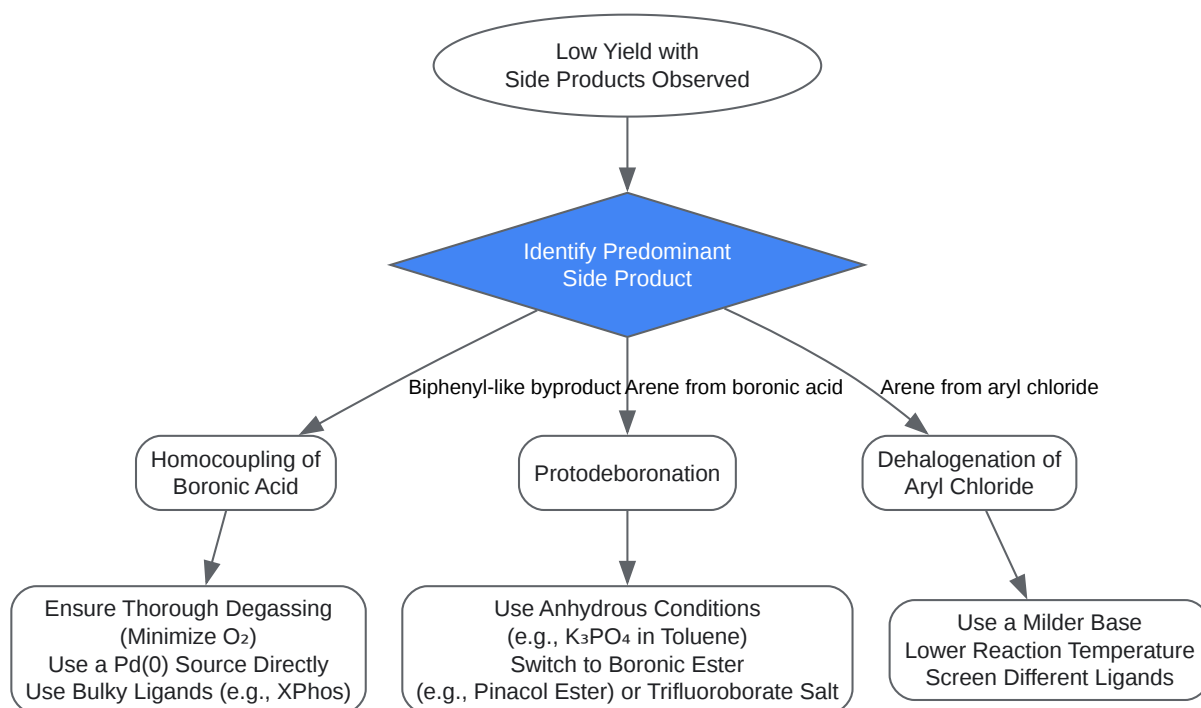 Low Yield with
Side Products Observed
Identify Predominant
Side Product
Biphenyl-like byproduct
Arene from boronic acid
Arene from aryl chloride
Homocoupling of
Boronic Acid
Protodeboronation
Dehalogenation of
Aryl Chloride
Ensure Thorough Degassing
(Minimize O₂)
Use a Pd(0) Source Directly
Use Bulky Ligands (e.g., XPhos)
Use Anhydrous Conditions
(e.g., K₃PO₄ in Toluene)
Switch to Boronic Ester
(e.g., Pinacol Ester) or Trifluoroborate Salt
Use a Milder Base
Lower Reaction Temperature
Screen Different Ligands